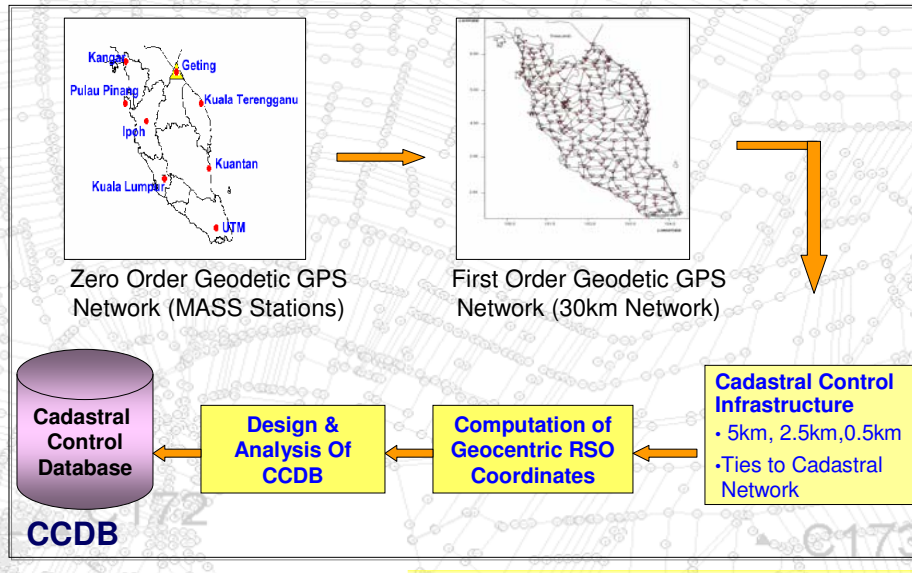 Kangar
Geting
Pulau Pinang
Kuala Terengganu
Ipoh
Kuantan
Kuala Lumpur
UTM
Zero Order Geodetic GPS
Network (MASS Stations)
First Order Geodetic GPS
Network (30km Network)
Cadastral Control
Infrastructure
• 5km, 2.5km,0.5km
•Ties to Cadastral
Network
Computation of
Geocentric RSO
Coordinates
Design &
Analysis Of
CCDB
Cadastral
Control
Database
CCDB
C172
C173